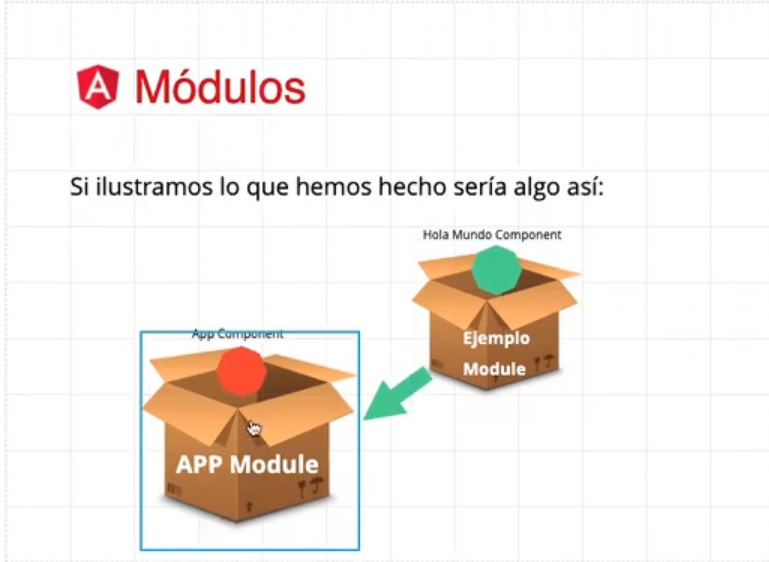 Módulos
Si ilustramos lo que hemos hecho sería algo así:
Hola Mundo Component
Ejemplo
Module
App Component
APP Module